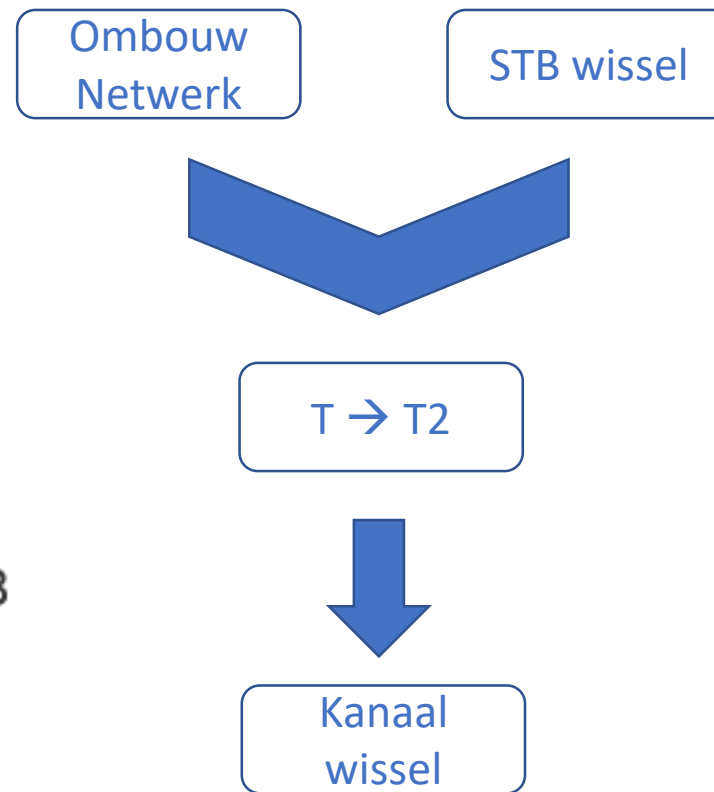 Ombouw
Netwerk
STB wissel
T → T2
Kanaal
wissel